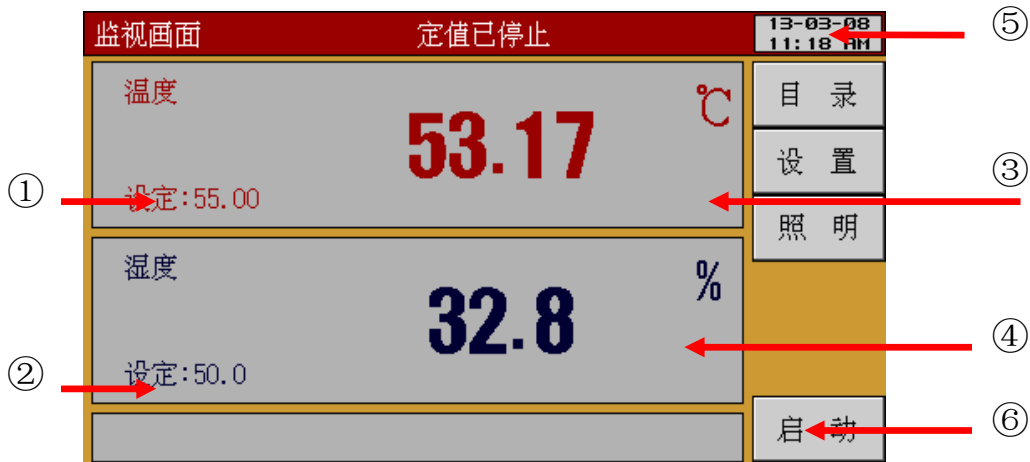 监视画面 定值已停止 13-03-08
11:18 AM
⑤
温度 ℃ 目 录
53.17
设 置
③
①
设定:55.00
照 明
湿度 %
32.8
④
②
设定:50.0
启 动
⑥